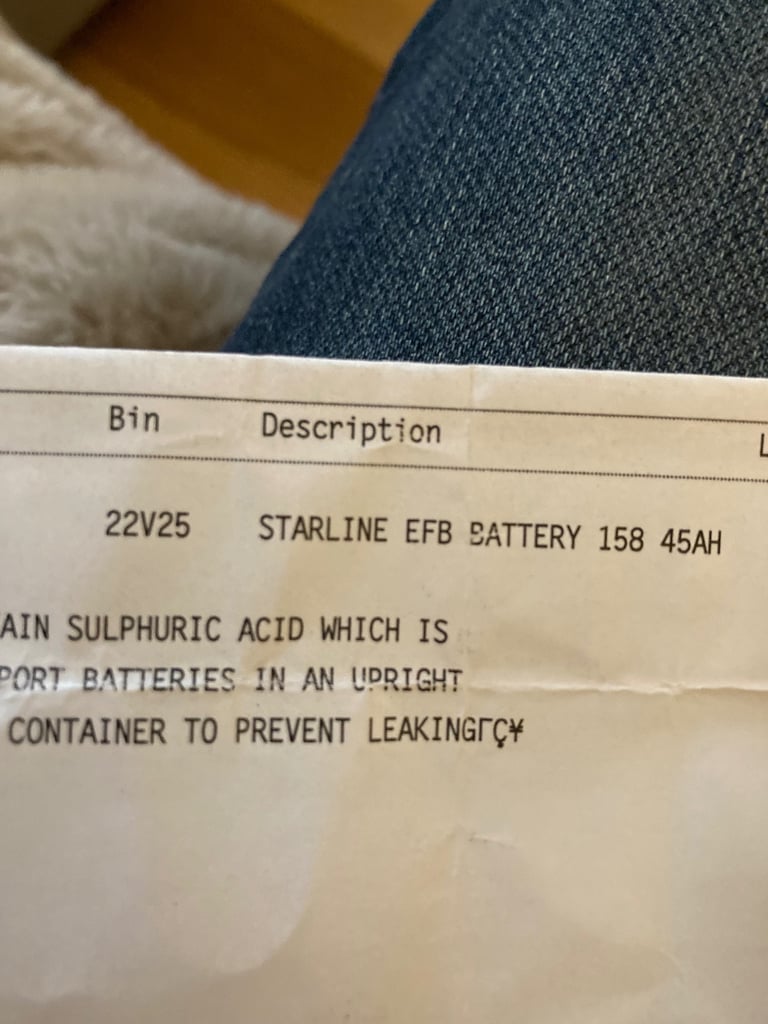 Bin Description L
22V25 STARLINE EFB BATTERY 158 45AH
AIN SULPHURIC ACID WHICH IS
PORT BATTERIES IN AN UPRIGHT
CONTAINER TO PREVENT LEAKINGΓÇ¥